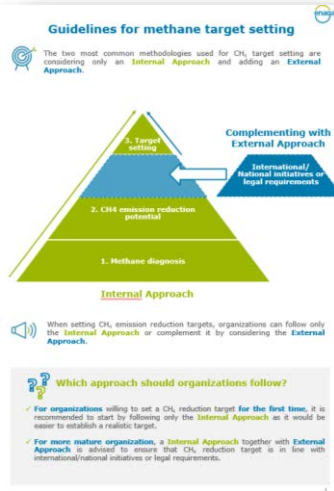 enagas
Guidelines for methane target setting
The two most common methodologies used for CH₄ target setting are
considering only an Internal Approach and adding an External
Approach.
3. Target
setting
Complementing with
External Approach
International/
National initiatives or
legal requirements
2. CH4 emission reduction
potential
1. Methane diagnosis
Internal Approach
When setting CH₄ emission reduction targets, organizations can follow only
the Internal Approach or complement it by considering the External
Approach.
Which approach should organizations follow?
✓ For organizations willing to set a CH₄ reduction target for the first time, it is
recommended to start by following only the Internal Approach as it would be
easier to establish a realistic target.
✓ For more mature organization, a Internal Approach together with External
Approach is advised to ensure that CH₄ reduction target is in line with
international/national initiatives or legal requirements.